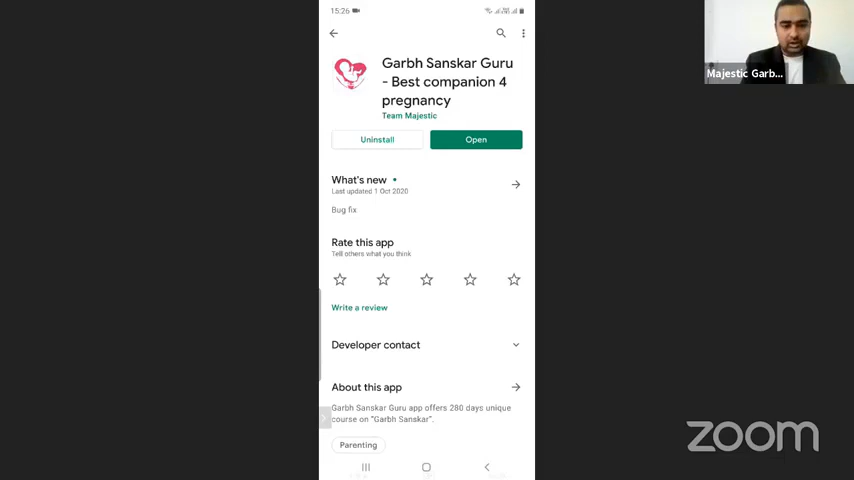 15:26
Garbh Sanskar Guru
- Best companion 4
pregnancy
Team Majestic
Uninstall
Open
What's new
Last updated 1 Oct 2020
Bug fix
Rate this app
Tell others what you think
Write a review
Developer contact
About this app
Garbh Sanskar Guru app offers 280 days unique
course on "Garbh Sanskar".
Parenting
Majestic Garb...
zoom